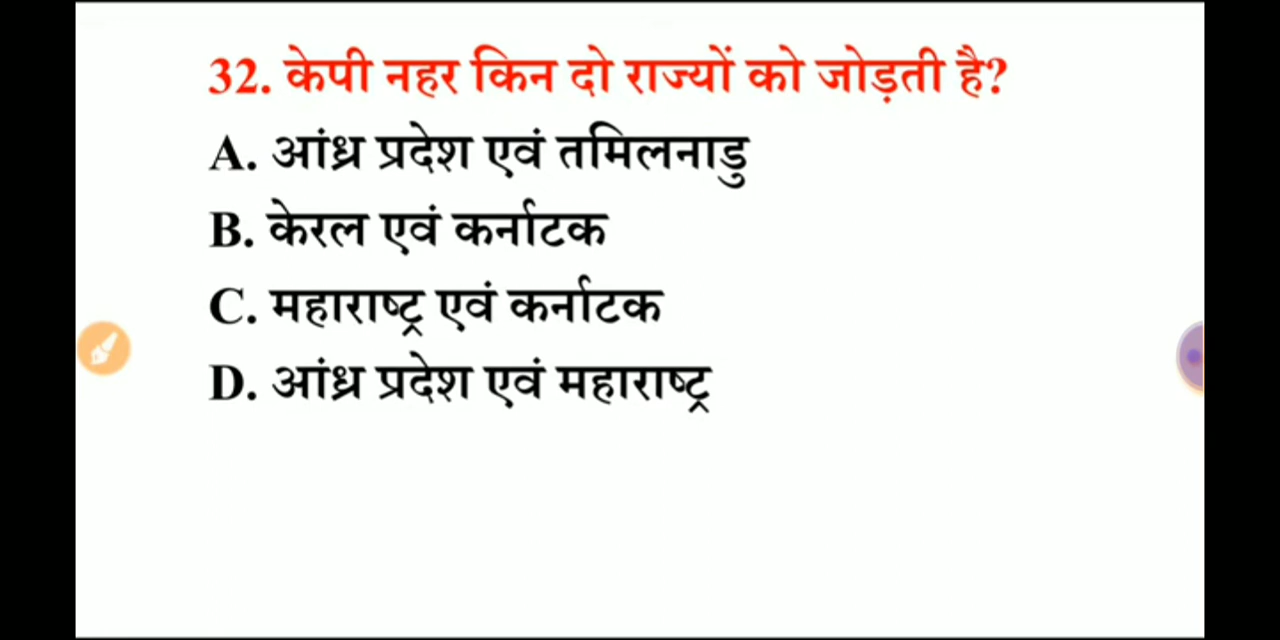 32. केपी नहर किन दो राज्यों को जोड़ती है?
A. आंध्र प्रदेश एवं तमिलनाडु
B. केरल एवं कर्नाटक
C. महाराष्ट्र एवं कर्नाटक
D. आंध्र प्रदेश एवं महाराष्ट्र